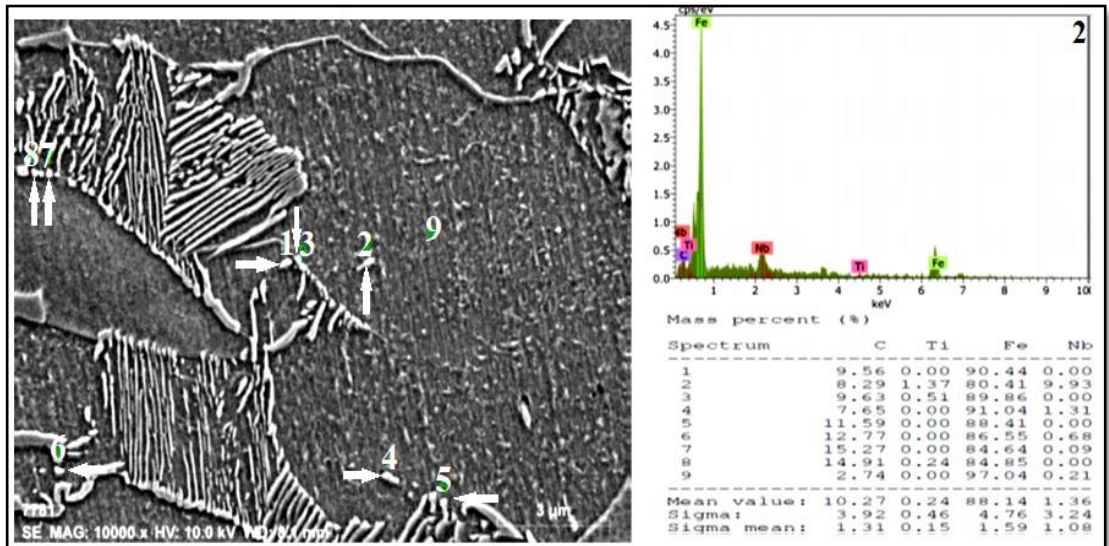 8 7
1 3 2 9
6
4
5
7781
SE MAG: 10000 x HV: 10.0 kV WD: 8.1 mm
3 µm
cps/eV
2
4.5
4.0
3.5
3.0
2.5
2.0
1.5
1.0
0.5
0.0
Fe
Nb
Ti
C
Nb
Ti
Fe
1 2 3 4 5 6 7 8 9 10
keV
Mass percent (%)
Spectrum C Ti Fe Nb
1 9.56 0.00 90.44 0.00
2 8.29 1.37 80.41 9.93
3 9.63 0.51 89.86 0.00
4 7.65 0.00 91.04 1.31
5 11.59 0.00 88.41 0.00
6 12.77 0.00 86.55 0.68
7 15.27 0.00 84.64 0.09
8 14.91 0.24 84.85 0.00
9 2.74 0.00 97.04 0.21
Mean value: 10.27 0.24 88.14 1.36
Sigma: 3.92 0.46 4.76 3.24
Sigma mean: 1.31 0.15 1.59 1.08